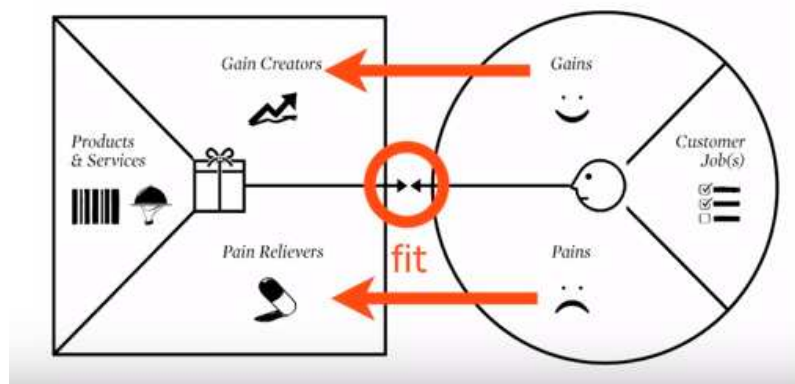 Gain Creators
Gains
Products
& Services
Customer
Job(s)
Pain Relievers
fit
Pains